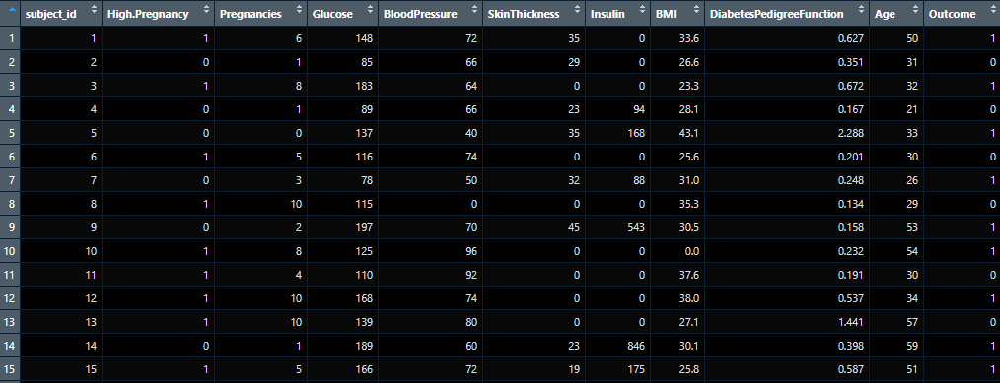 subject_id High.Pregnancy Pregnancies Glucose BloodPressure SkinThickness Insulin BMI DiabetesPedigreeFunction Age Outcome
1 1 1 6 148 72 35 0 33.6 0.627 50 1
2 2 0 1 85 66 29 0 26.6 0.351 31 0
3 3 1 8 183 64 0 0 23.3 0.672 32 1
4 4 0 1 89 66 23 94 28.1 0.167 21 0
5 5 0 0 137 40 35 168 43.1 2.288 33 1
6 6 1 5 116 74 0 0 25.6 0.201 30 0
7 7 0 3 78 50 32 88 31.0 0.248 26 1
8 8 1 10 115 0 0 0 35.3 0.134 29 0
9 9 0 2 197 70 45 543 30.5 0.158 53 1
10 10 1 8 125 96 0 0 0.0 0.232 54 1
11 11 1 4 110 92 0 0 37.6 0.191 30 0
12 12 1 10 168 74 0 0 38.0 0.537 34 1
13 13 1 10 139 80 0 0 27.1 1.441 57 0
14 14 0 1 189 60 23 846 30.1 0.398 59 1
15 15 1 5 166 72 19 175 25.8 0.587 51 1